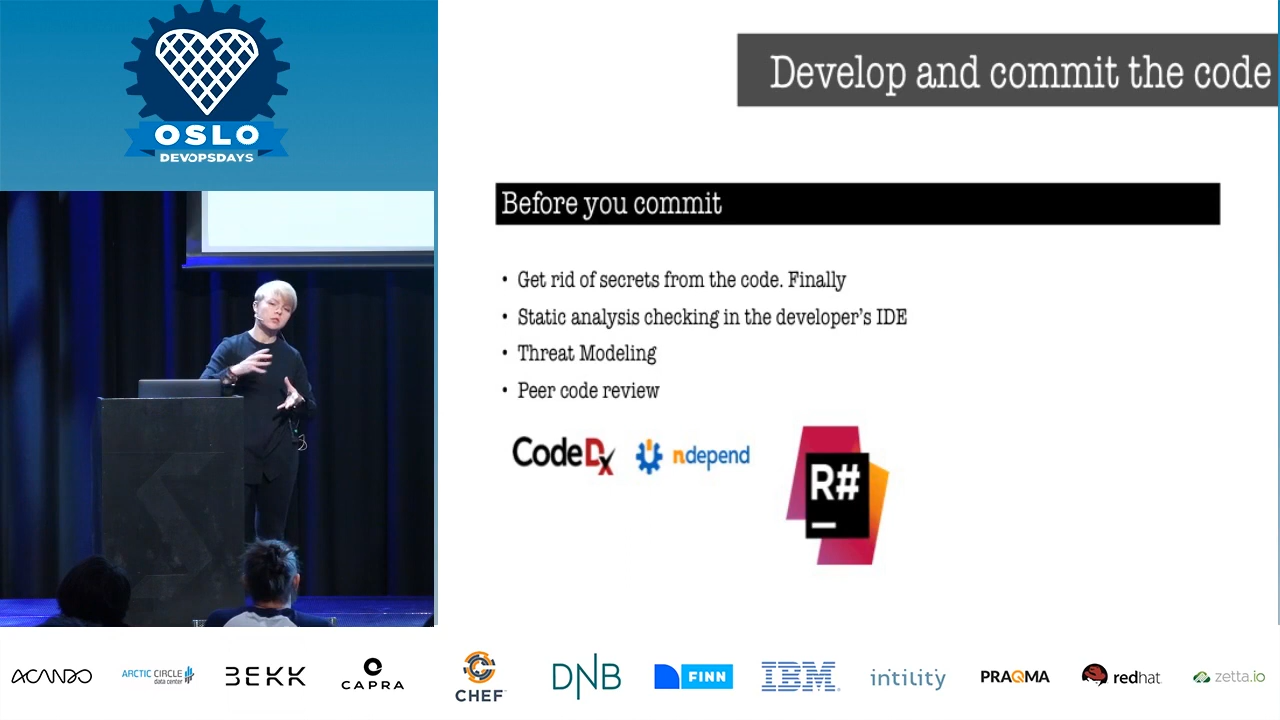 OSLO
DEVOPSDAYS
Develop and commit the code
Before you commit
• Get rid of secrets from the code. Finally
• Static analysis checking in the developer's IDE
• Threat Modeling
• Peer code review
CodeDx
ndepend
R#
ACANDO
ARCTIC CIRCLE
data center
BEKK
CAPRA
CHEF
DNB
FINN
IBM
intility
PRAQMA
redhat
zetta.io